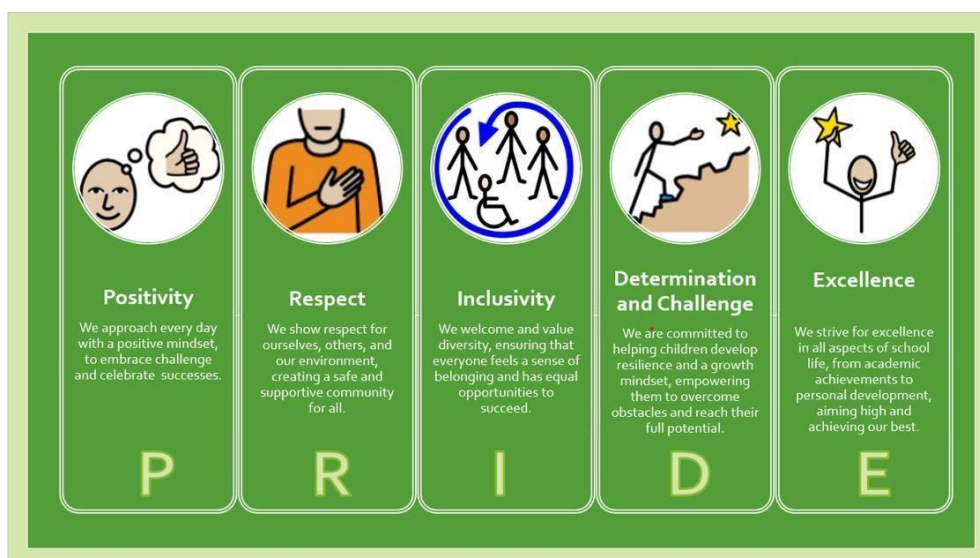 Positivity
We approach every day
with a positive mindset,
to embrace challenge
and celebrate successes.
P
Respect
We show respect for
ourselves, others, and
our environment,
creating a safe and
supportive community
for all.
R
Inclusivity
We welcome and value
diversity, ensuring that
everyone feels a sense of
belonging and has equal
opportunities to
succeed.
I
Determination
and Challenge
We are committed to
helping children develop
resilience and a growth
mindset, empowering
them to overcome
obstacles and reach their
full potential.
D
Excellence
We strive for excellence
in all aspects of school
life, from academic
achievements to
personal development,
aiming high and
achieving our best.
E